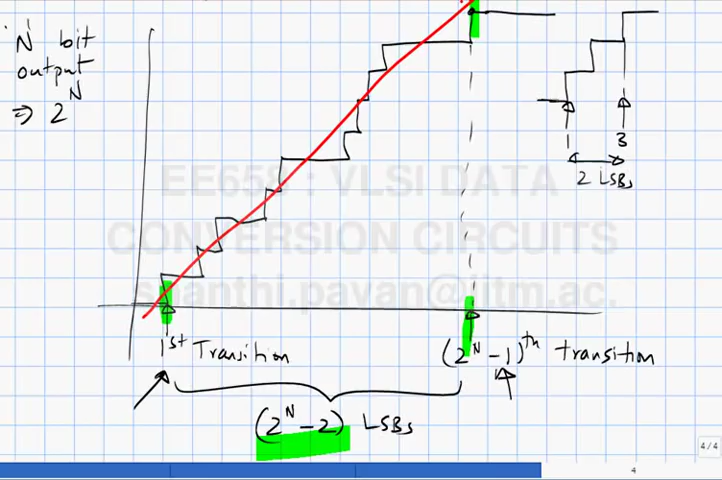 N bit
output
⇒ 2^N
1 3
2 LSBs
EE658 : VLSI DATA
CONVERSION CIRCUITS
shanthi.pavan@iitm.ac.
1st Transition
(2^N - 1)th transition
(2^N - 2) LSBs
4/4
4